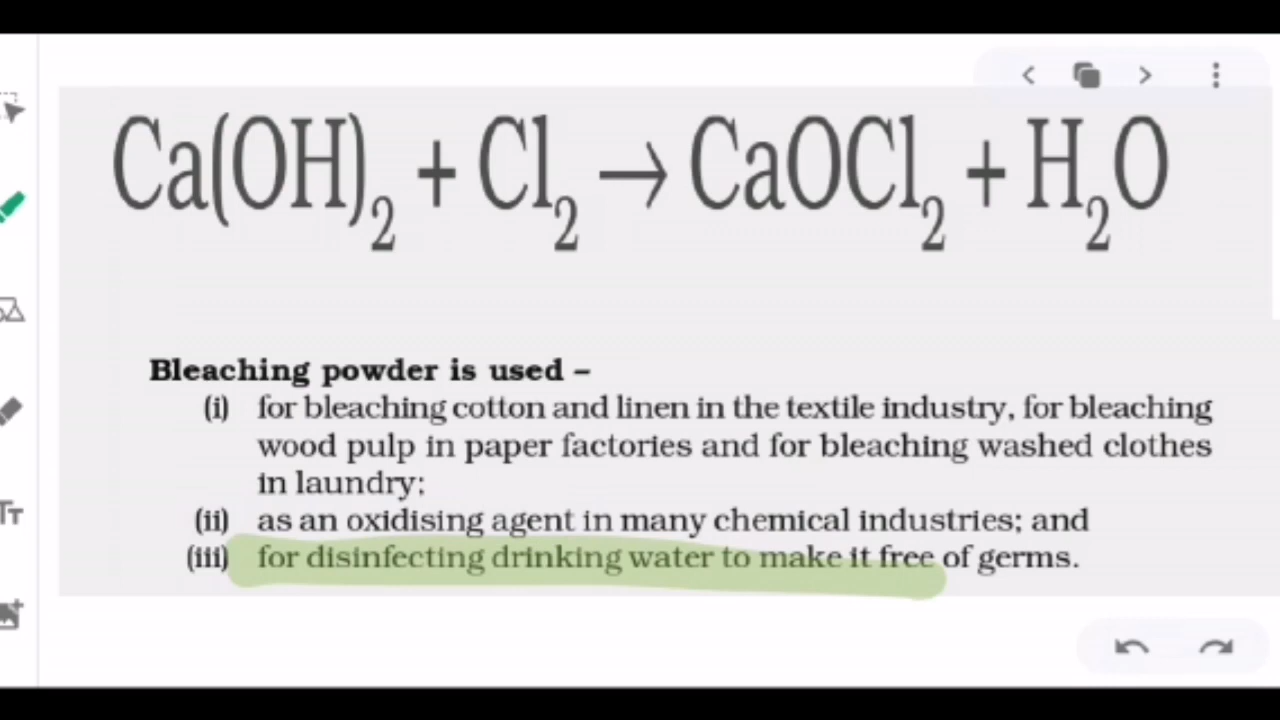 Ca(OH)₂ + Cl₂ → CaOCl₂ + H₂O
Bleaching powder is used –
(i) for bleaching cotton and linen in the textile industry, for bleaching
wood pulp in paper factories and for bleaching washed clothes
in laundry;
(ii) as an oxidising agent in many chemical industries; and
(iii) for disinfecting drinking water to make it free of germs.